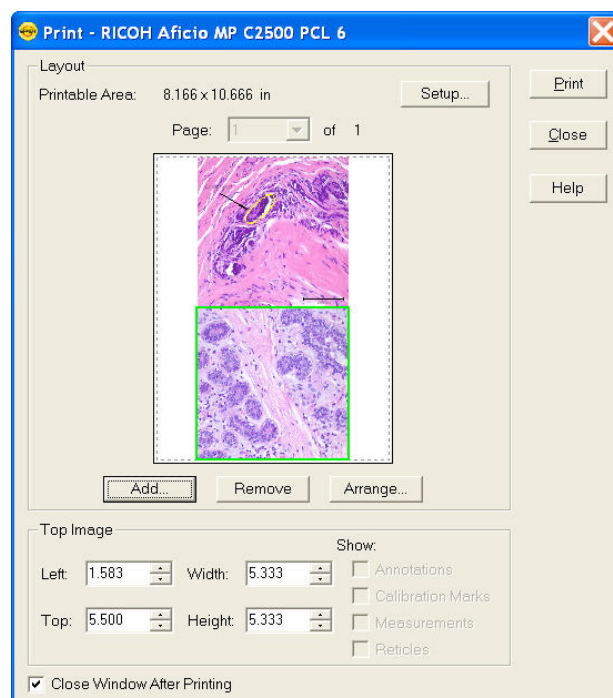 Print - RICOH Aficio MP C2500 PCL 6
Layout
Printable Area: 8.166 x 10.666 in
Setup...
Print
Page: 1 of 1
Close
Help
Add... Remove Arrange...
Top Image
Show:
Left: 1.583 Width: 5.333 Annotations
Calibration Marks
Top: 5.500 Height: 5.333 Measurements
Reticles
Close Window After Printing